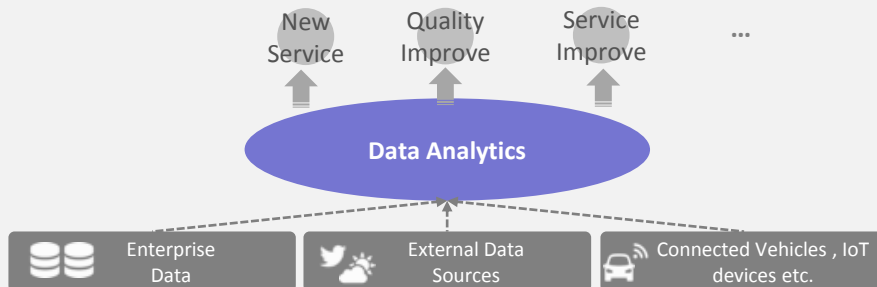 New
Service
Quality
Improve
Service
Improve
...
Data Analytics
Enterprise
Data
External Data
Sources
Connected Vehicles , IoT
devices etc.